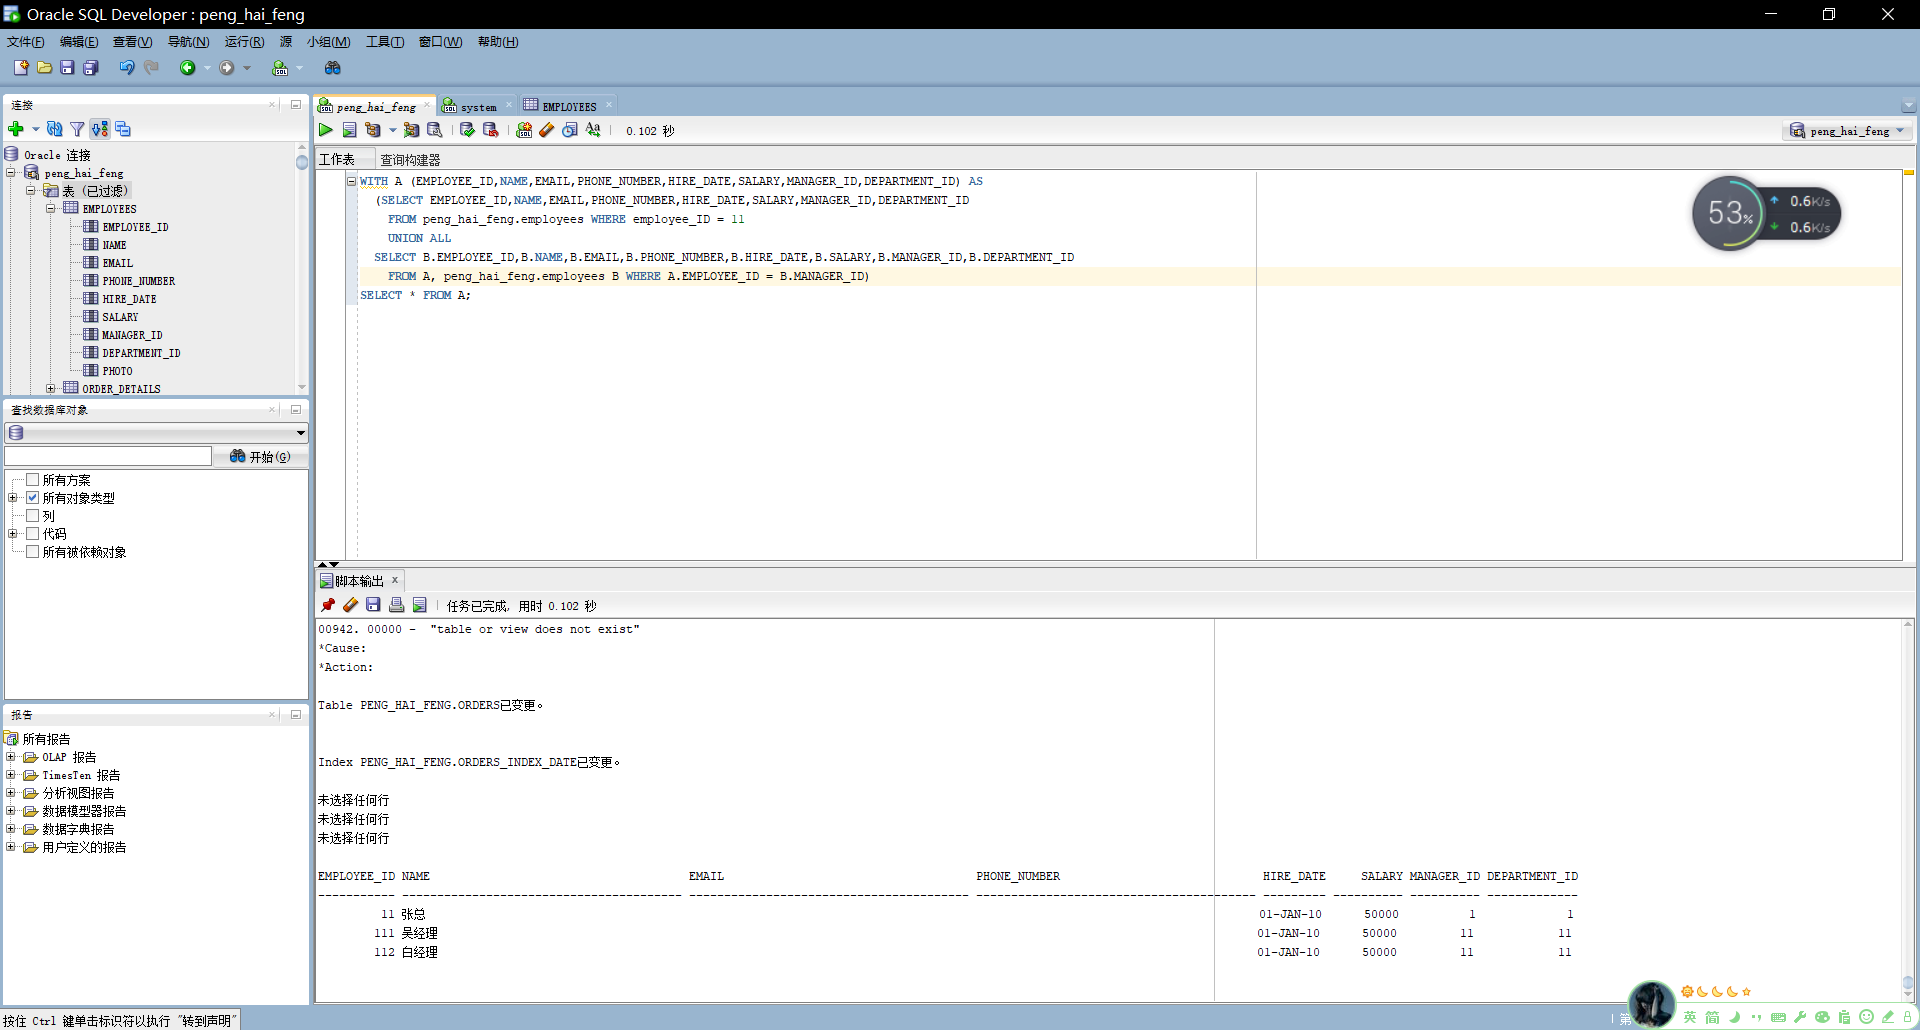 Oracle SQL Developer : peng_hai_feng
文件(F) 编辑(E) 查看(V) 导航(N) 运行(R) 源 小组(M) 工具(T) 窗口(W) 帮助(H)
连接
Oracle 连接
peng_hai_feng
表 (已过滤)
EMPLOYEES
EMPLOYEE_ID
NAME
EMAIL
PHONE_NUMBER
HIRE_DATE
SALARY
MANAGER_ID
DEPARTMENT_ID
PHOTO
ORDER_DETAILS
查找数据库对象
开始(G)
所有方案
所有对象类型
列
代码
所有被依赖对象
报告
所有报告
OLAP 报告
TimesTen 报告
分析视图报告
数据模型器报告
数据字典报告
用户定义的报告
peng_hai_feng system EMPLOYEES
0.102 秒
peng_hai_feng
工作表 查询构建器
WITH A (EMPLOYEE_ID,NAME,EMAIL,PHONE_NUMBER,HIRE_DATE,SALARY,MANAGER_ID,DEPARTMENT_ID) AS
(SELECT EMPLOYEE_ID,NAME,EMAIL,PHONE_NUMBER,HIRE_DATE,SALARY,MANAGER_ID,DEPARTMENT_ID
FROM peng_hai_feng.employees WHERE employee_ID = 11
UNION ALL
SELECT B.EMPLOYEE_ID,B.NAME,B.EMAIL,B.PHONE_NUMBER,B.HIRE_DATE,B.SALARY,B.MANAGER_ID,B.DEPARTMENT_ID
FROM A, peng_hai_feng.employees B WHERE A.EMPLOYEE_ID = B.MANAGER_ID)
SELECT * FROM A;
53%
0.6K/s
0.6K/s
脚本输出
任务已完成, 用时 0.102 秒
00942. 00000 -  "table or view does not exist"
*Cause:
*Action:
Table PENG_HAI_FENG.ORDERS已变更。
Index PENG_HAI_FENG.ORDERS_INDEX_DATE已变更。
未选择任何行
未选择任何行
未选择任何行
EMPLOYEE_ID NAME EMAIL PHONE_NUMBER HIRE_DATE SALARY MANAGER_ID DEPARTMENT_ID
11 张总 01-JAN-10 50000 1 1
111 吴经理 01-JAN-10 50000 11 11
112 白经理 01-JAN-10 50000 11 11
按住 Ctrl 键单击标识符以执行 "转到声明"
第
英 简